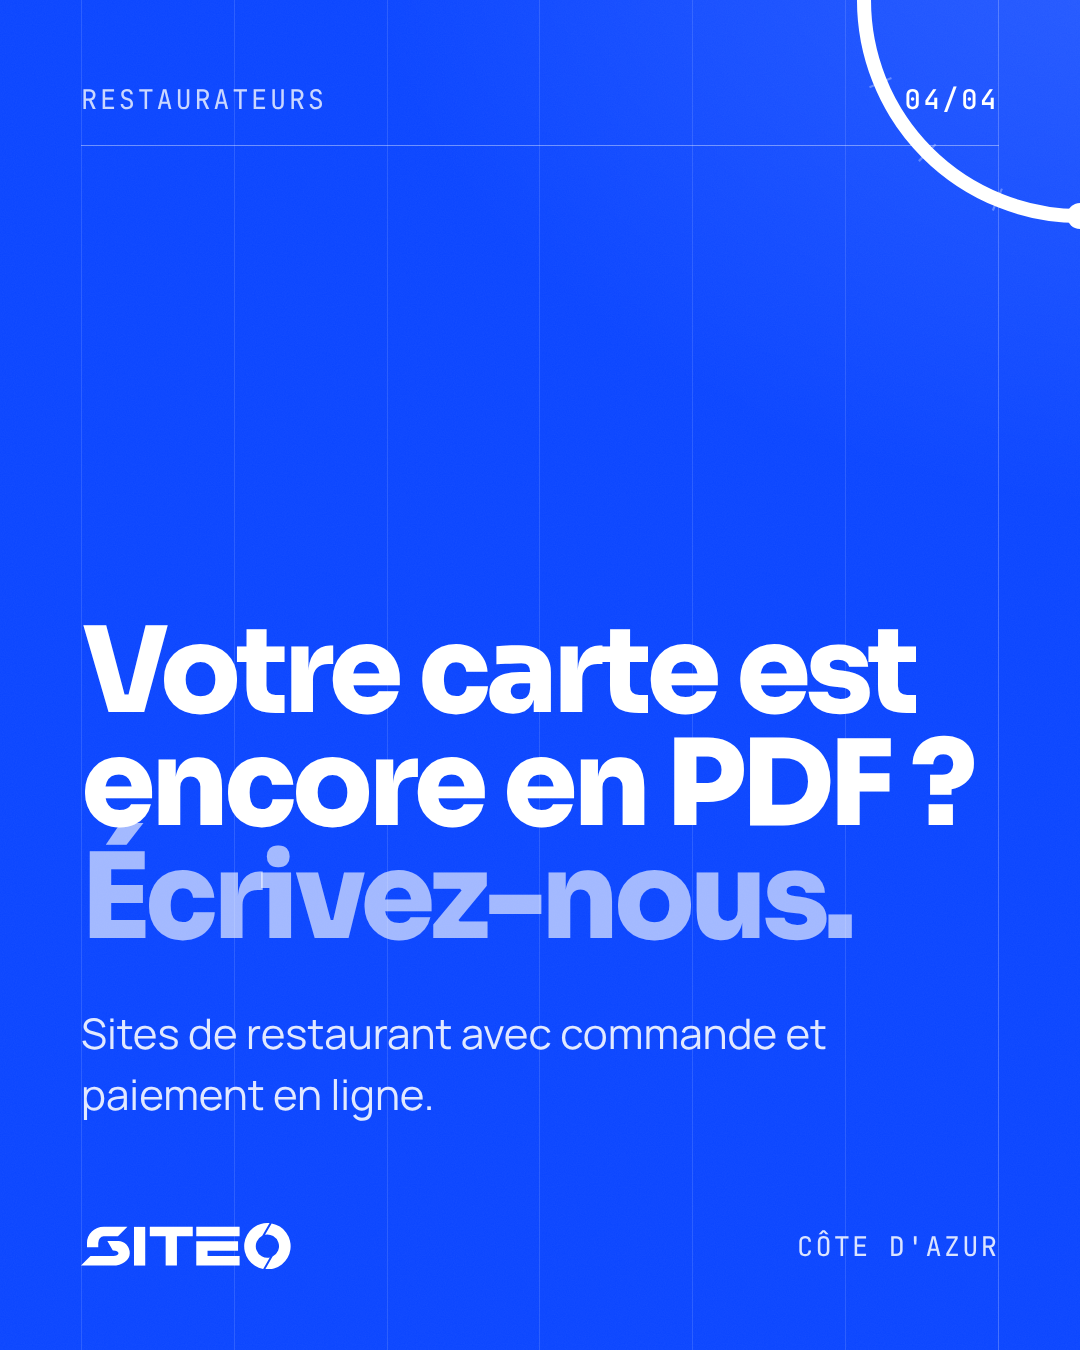 RESTAURATEURS
04/04
Votre carte est
encore en PDF ?
Écrivez-nous.
Sites de restaurant avec commande et
paiement en ligne.
SITEO
CÔTE D'AZUR